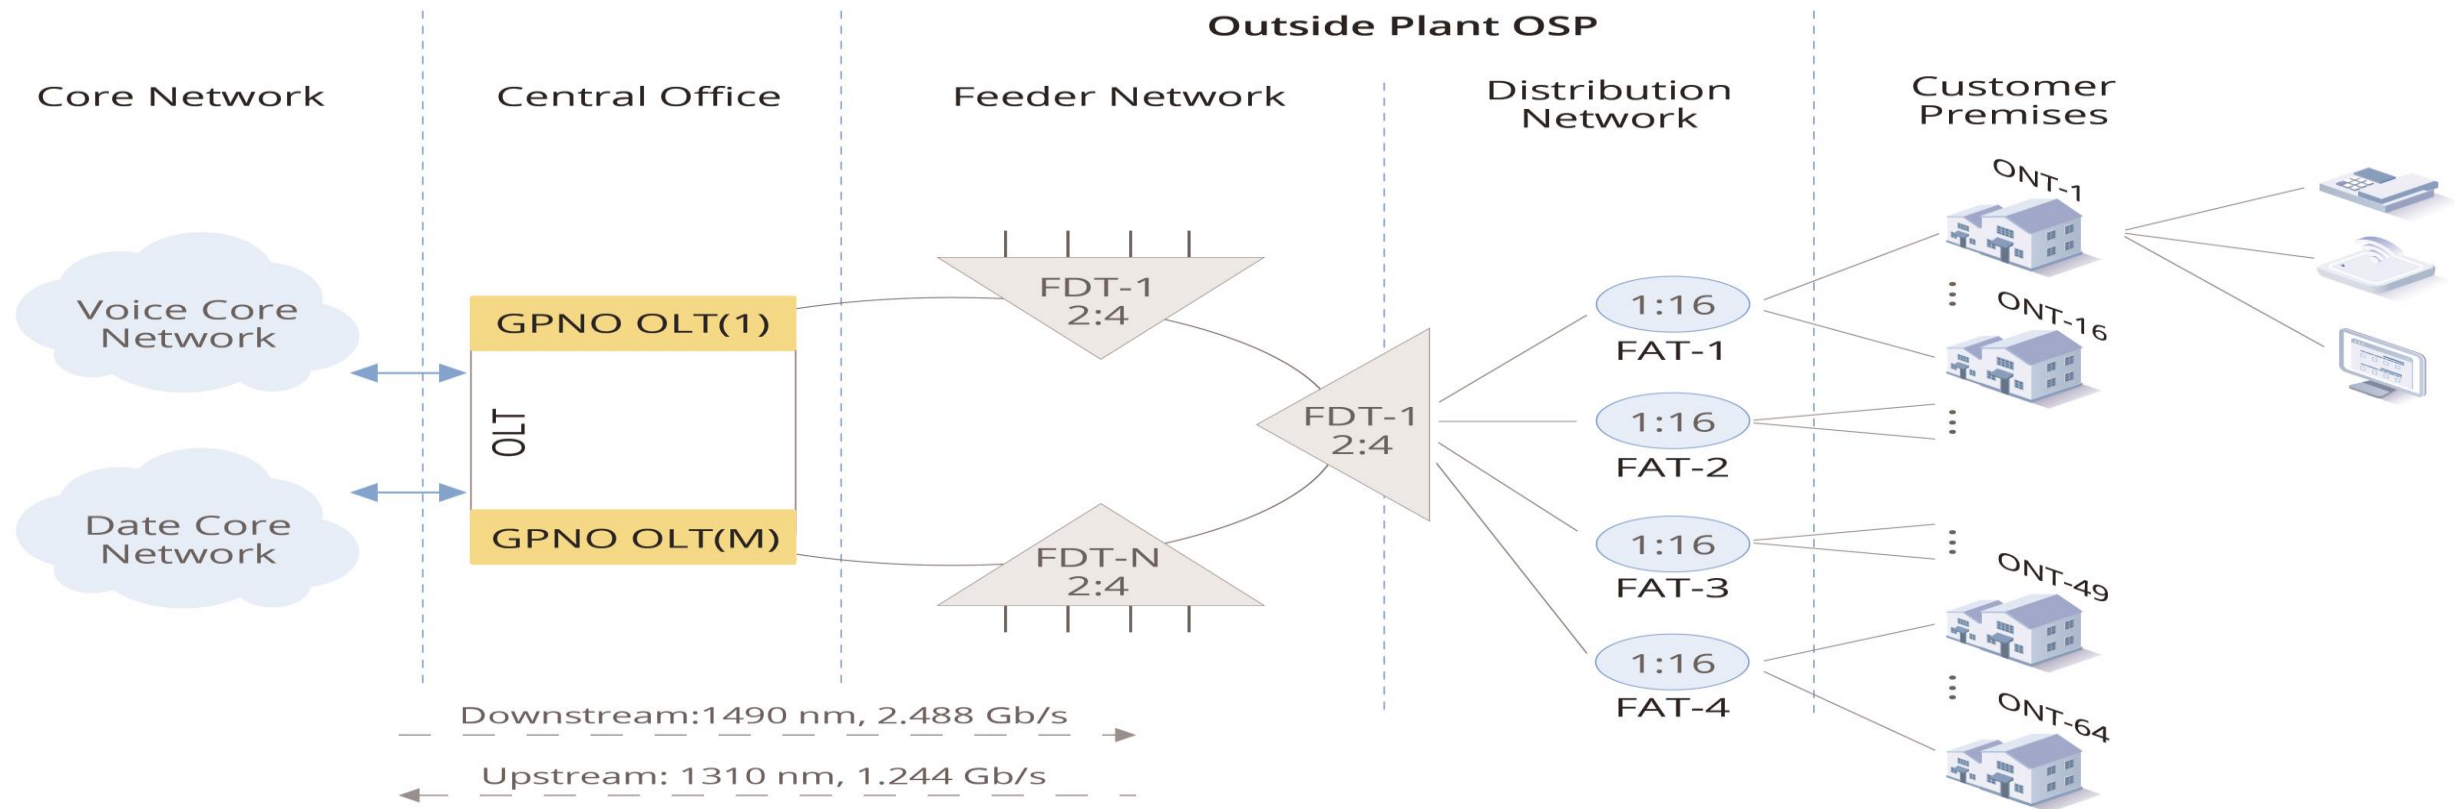 Outside Plant OSP
Core Network
Central Office
Feeder Network
Distribution
Network
Customer
Premises
Voice Core
Network
Date Core
Network
GPNO OLT(1)
OLT
GPNO OLT(M)
FDT-1
2:4
FDT-1
2:4
FDT-N
2:4
1:16
FAT-1
1:16
FAT-2
1:16
FAT-3
1:16
FAT-4
ONT-1
ONT-16
ONT-49
ONT-64
Downstream:1490 nm, 2.488 Gb/s
Upstream: 1310 nm, 1.244 Gb/s